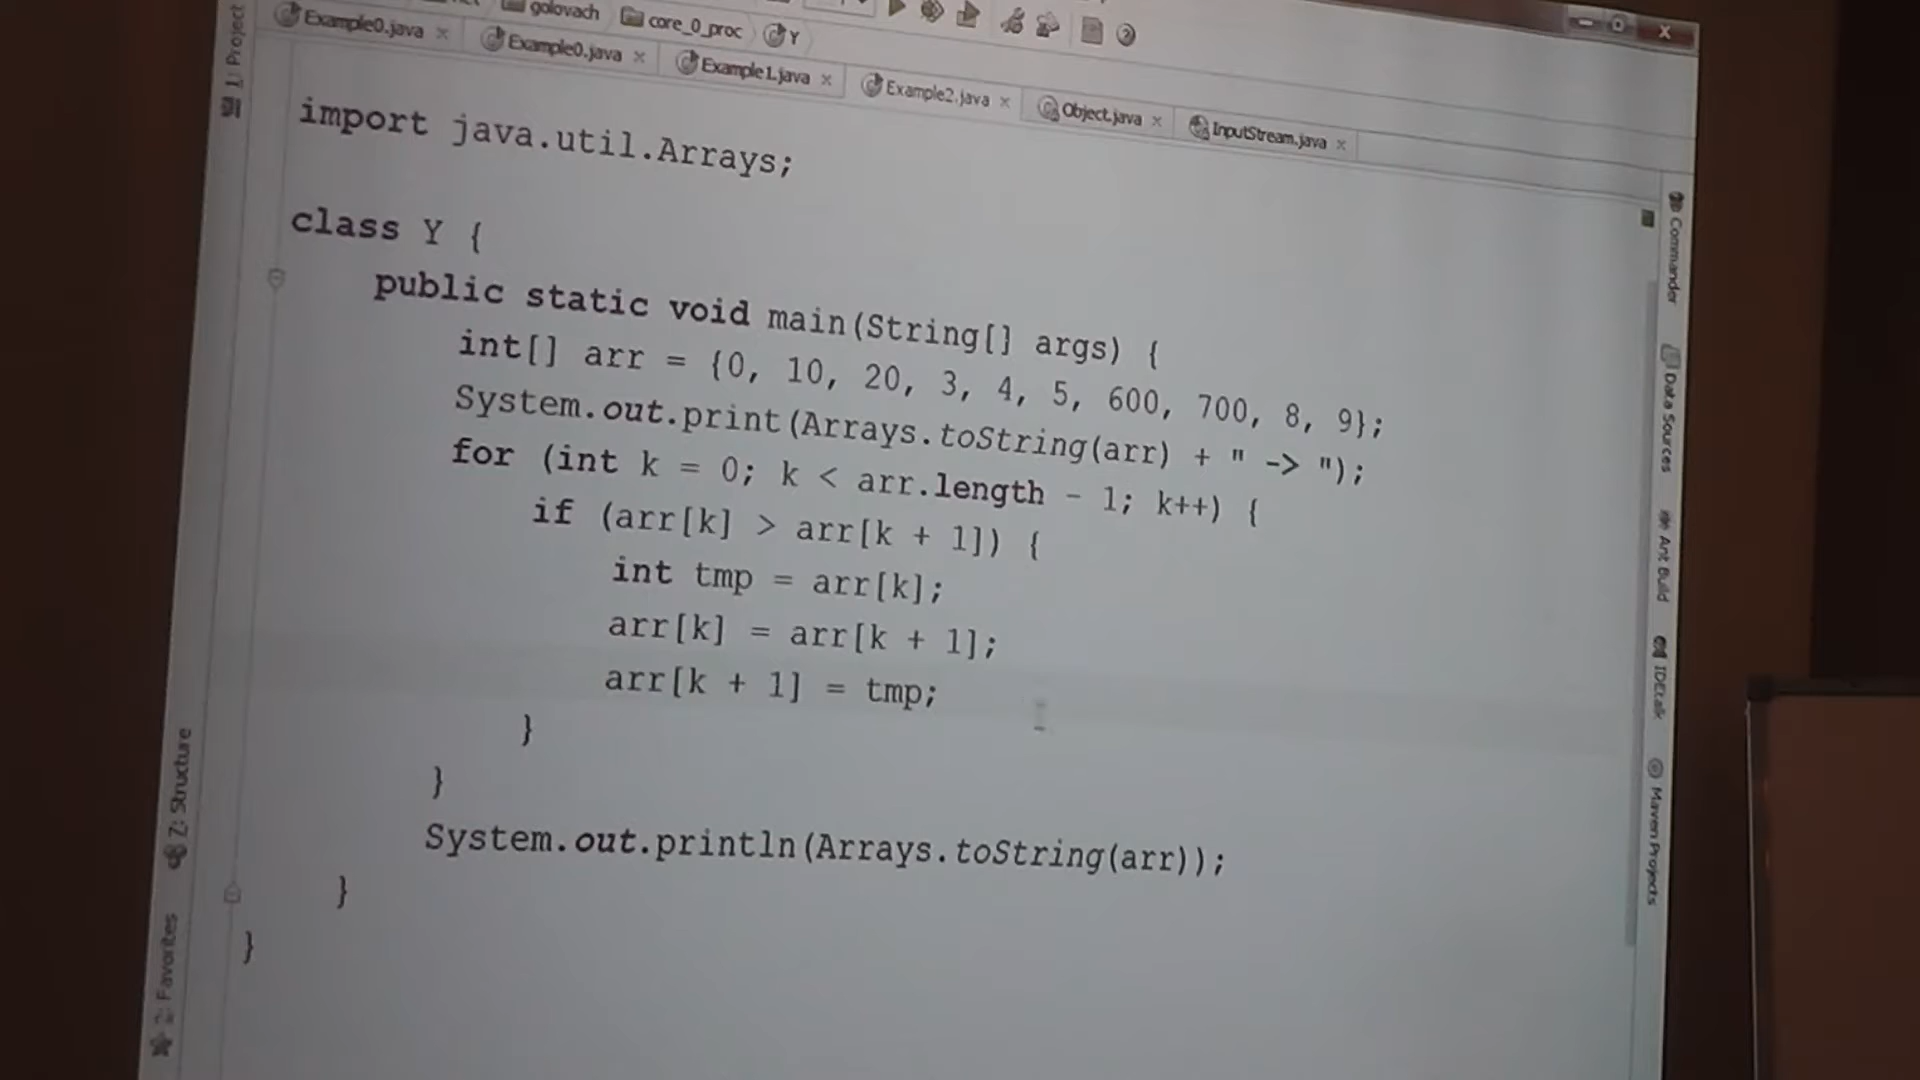 golovach core_0_proc Y
Example0.java Example0.java Example1.java Example2.java Object.java InputStream.java
1: Project
import java.util.Arrays;
class Y {
public static void main(String[] args) {
int[] arr = {0, 10, 20, 3, 4, 5, 600, 700, 8, 9};
System.out.print(Arrays.toString(arr) + " -> ");
for (int k = 0; k < arr.length - 1; k++) {
if (arr[k] > arr[k + 1]) {
int tmp = arr[k];
arr[k] = arr[k + 1];
arr[k + 1] = tmp;
}
}
System.out.println(Arrays.toString(arr));
}
}
Z: Structure
2: Favorites
Commander
Data Sources
Ant Build
IDEtalk
Maven Projects